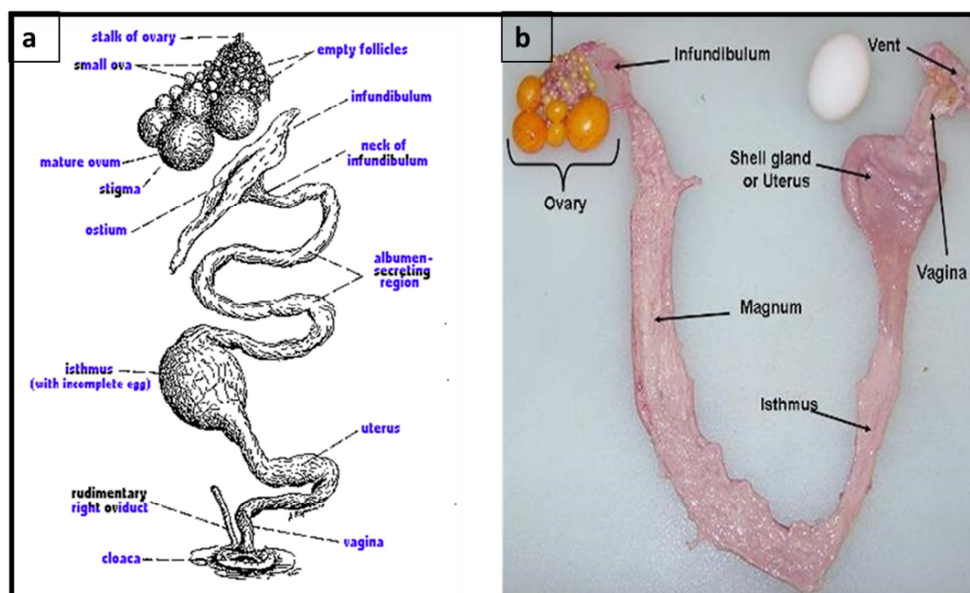 a
stalk of ovary
small ova
empty follicles
infundibulum
mature ovum
neck of
infundibulum
stigma
ostium
albumen-
secreting
region
isthmus
(with incomplete egg)
uterus
rudimentary
right oviduct
vagina
cloaca
b
Infundibulum
Vent
Ovary
Shell gland
or Uterus
Vagina
Magnum
Isthmus